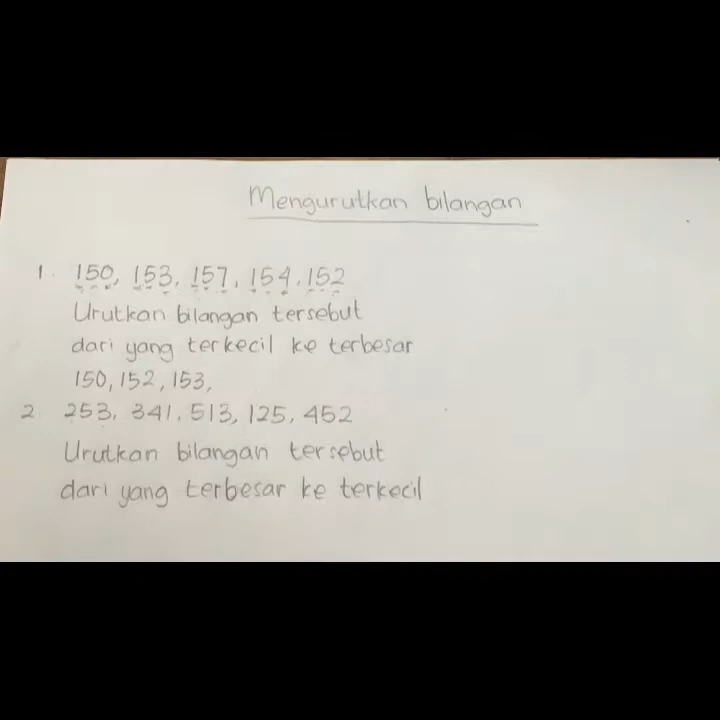 Mengurutkan bilangan
1. 150, 153, 157, 154, 152
Urutkan bilangan tersebut
dari yang terkecil ke terbesar
150, 152, 153,
2 253, 341, 513, 125, 452
Urutkan bilangan tersebut
dari yang terbesar ke terkecil